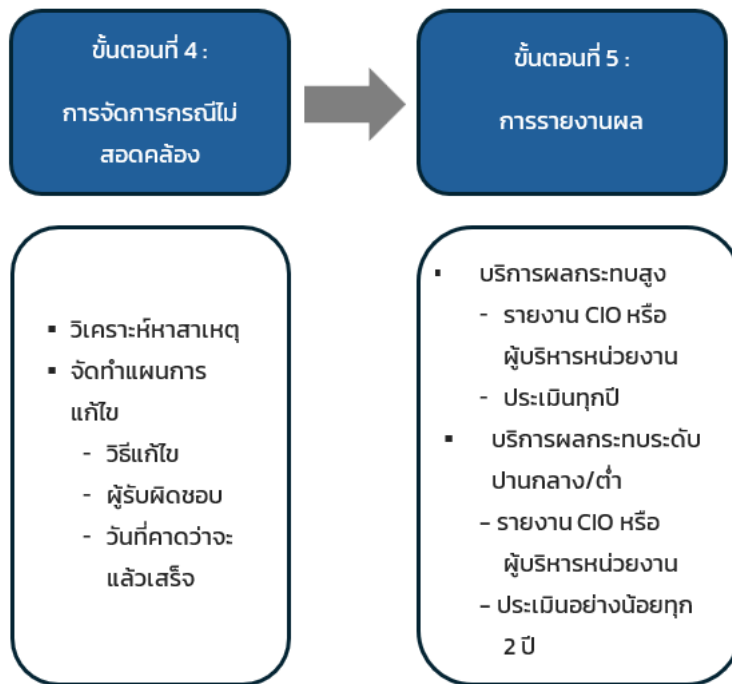 ขั้นตอนที่ 4 :
การจัดการกรณีไม่
สอดคล้อง
ขั้นตอนที่ 5 :
การรายงานผล
▪ วิเคราะห์หาสาเหตุ
▪ จัดทำแผนการ
แก้ไข
- วิธีแก้ไข
- ผู้รับผิดชอบ
- วันที่คาดว่าจะ
แล้วเสร็จ
▪ บริการผลกระทบสูง
- รายงาน CIO หรือ
ผู้บริหารหน่วยงาน
- ประเมินทุกปี
▪ บริการผลกระทบระดับ
ปานกลาง/ต่ำ
– รายงาน CIO หรือ
ผู้บริหารหน่วยงาน
– ประเมินอย่างน้อยทุก
2 ปี